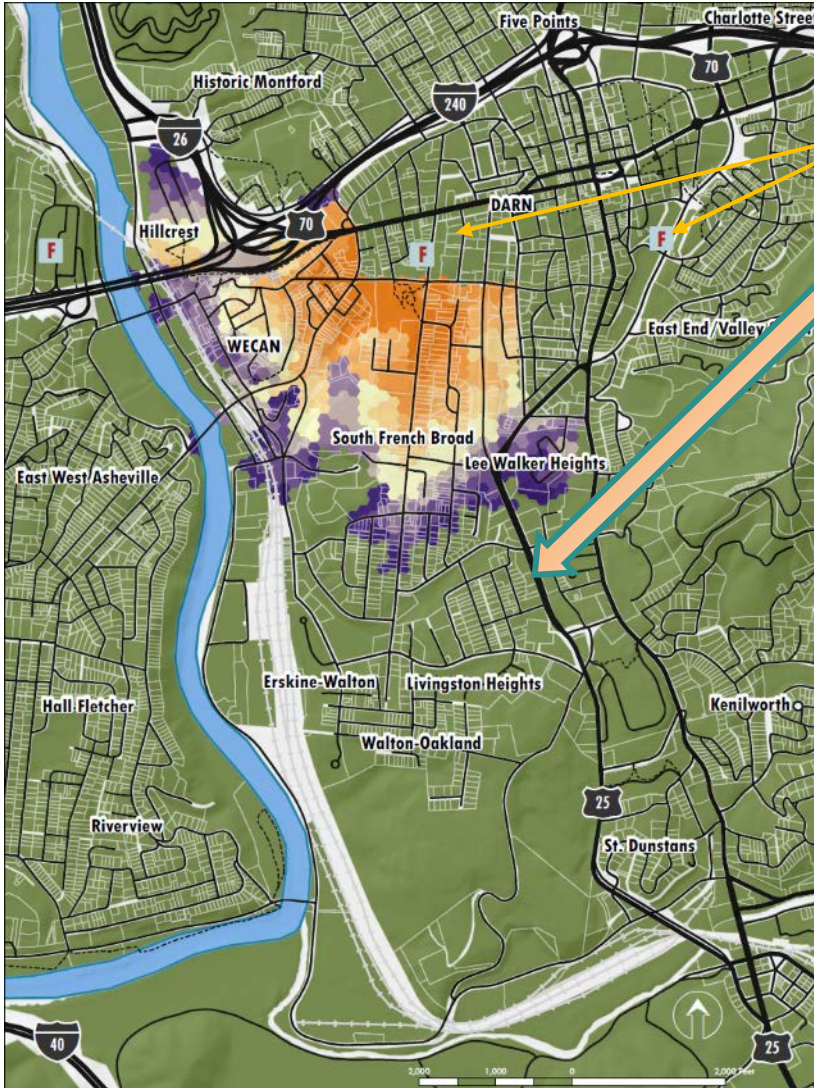 Five Points
Charlotte Street
70
Historic Montford
240
26
DARN
70
Hillcrest
F
F
F
East End/Valley
WECAN
South French Broad
Lee Walker Heights
East West Asheville
Erskine-Walton
Livingston Heights
Hall Fletcher
Kenilworth
Walton-Oakland
25
Riverview
St. Dunstans
40
25
2,000
1,000
0
2,000 Feet